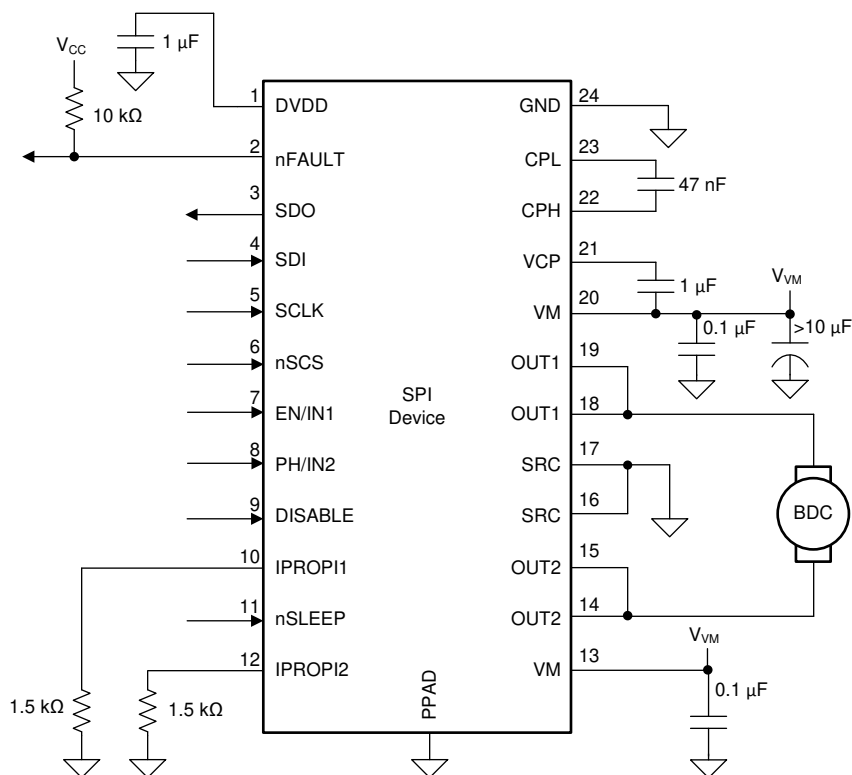 V_CC
1 µF
10 kΩ
1 DVDD
2 nFAULT
3 SDO
4 SDI
5 SCLK
6 nSCS
7 EN/IN1
8 PH/IN2
9 DISABLE
10 IPROPI1
11 nSLEEP
12 IPROPI2
1.5 kΩ
1.5 kΩ
SPI
Device
PPAD
GND 24
CPL 23
47 nF
CPH 22
VCP 21
1 µF
V_VM
VM 20
0.1 µF
>10 µF
OUT1 19
OUT1 18
SRC 17
SRC 16
BDC
OUT2 15
OUT2 14
V_VM
VM 13
0.1 µF